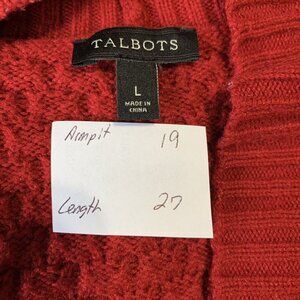 TALBOTS
L
MADE IN
CHINA
Armpit 19
Length 27